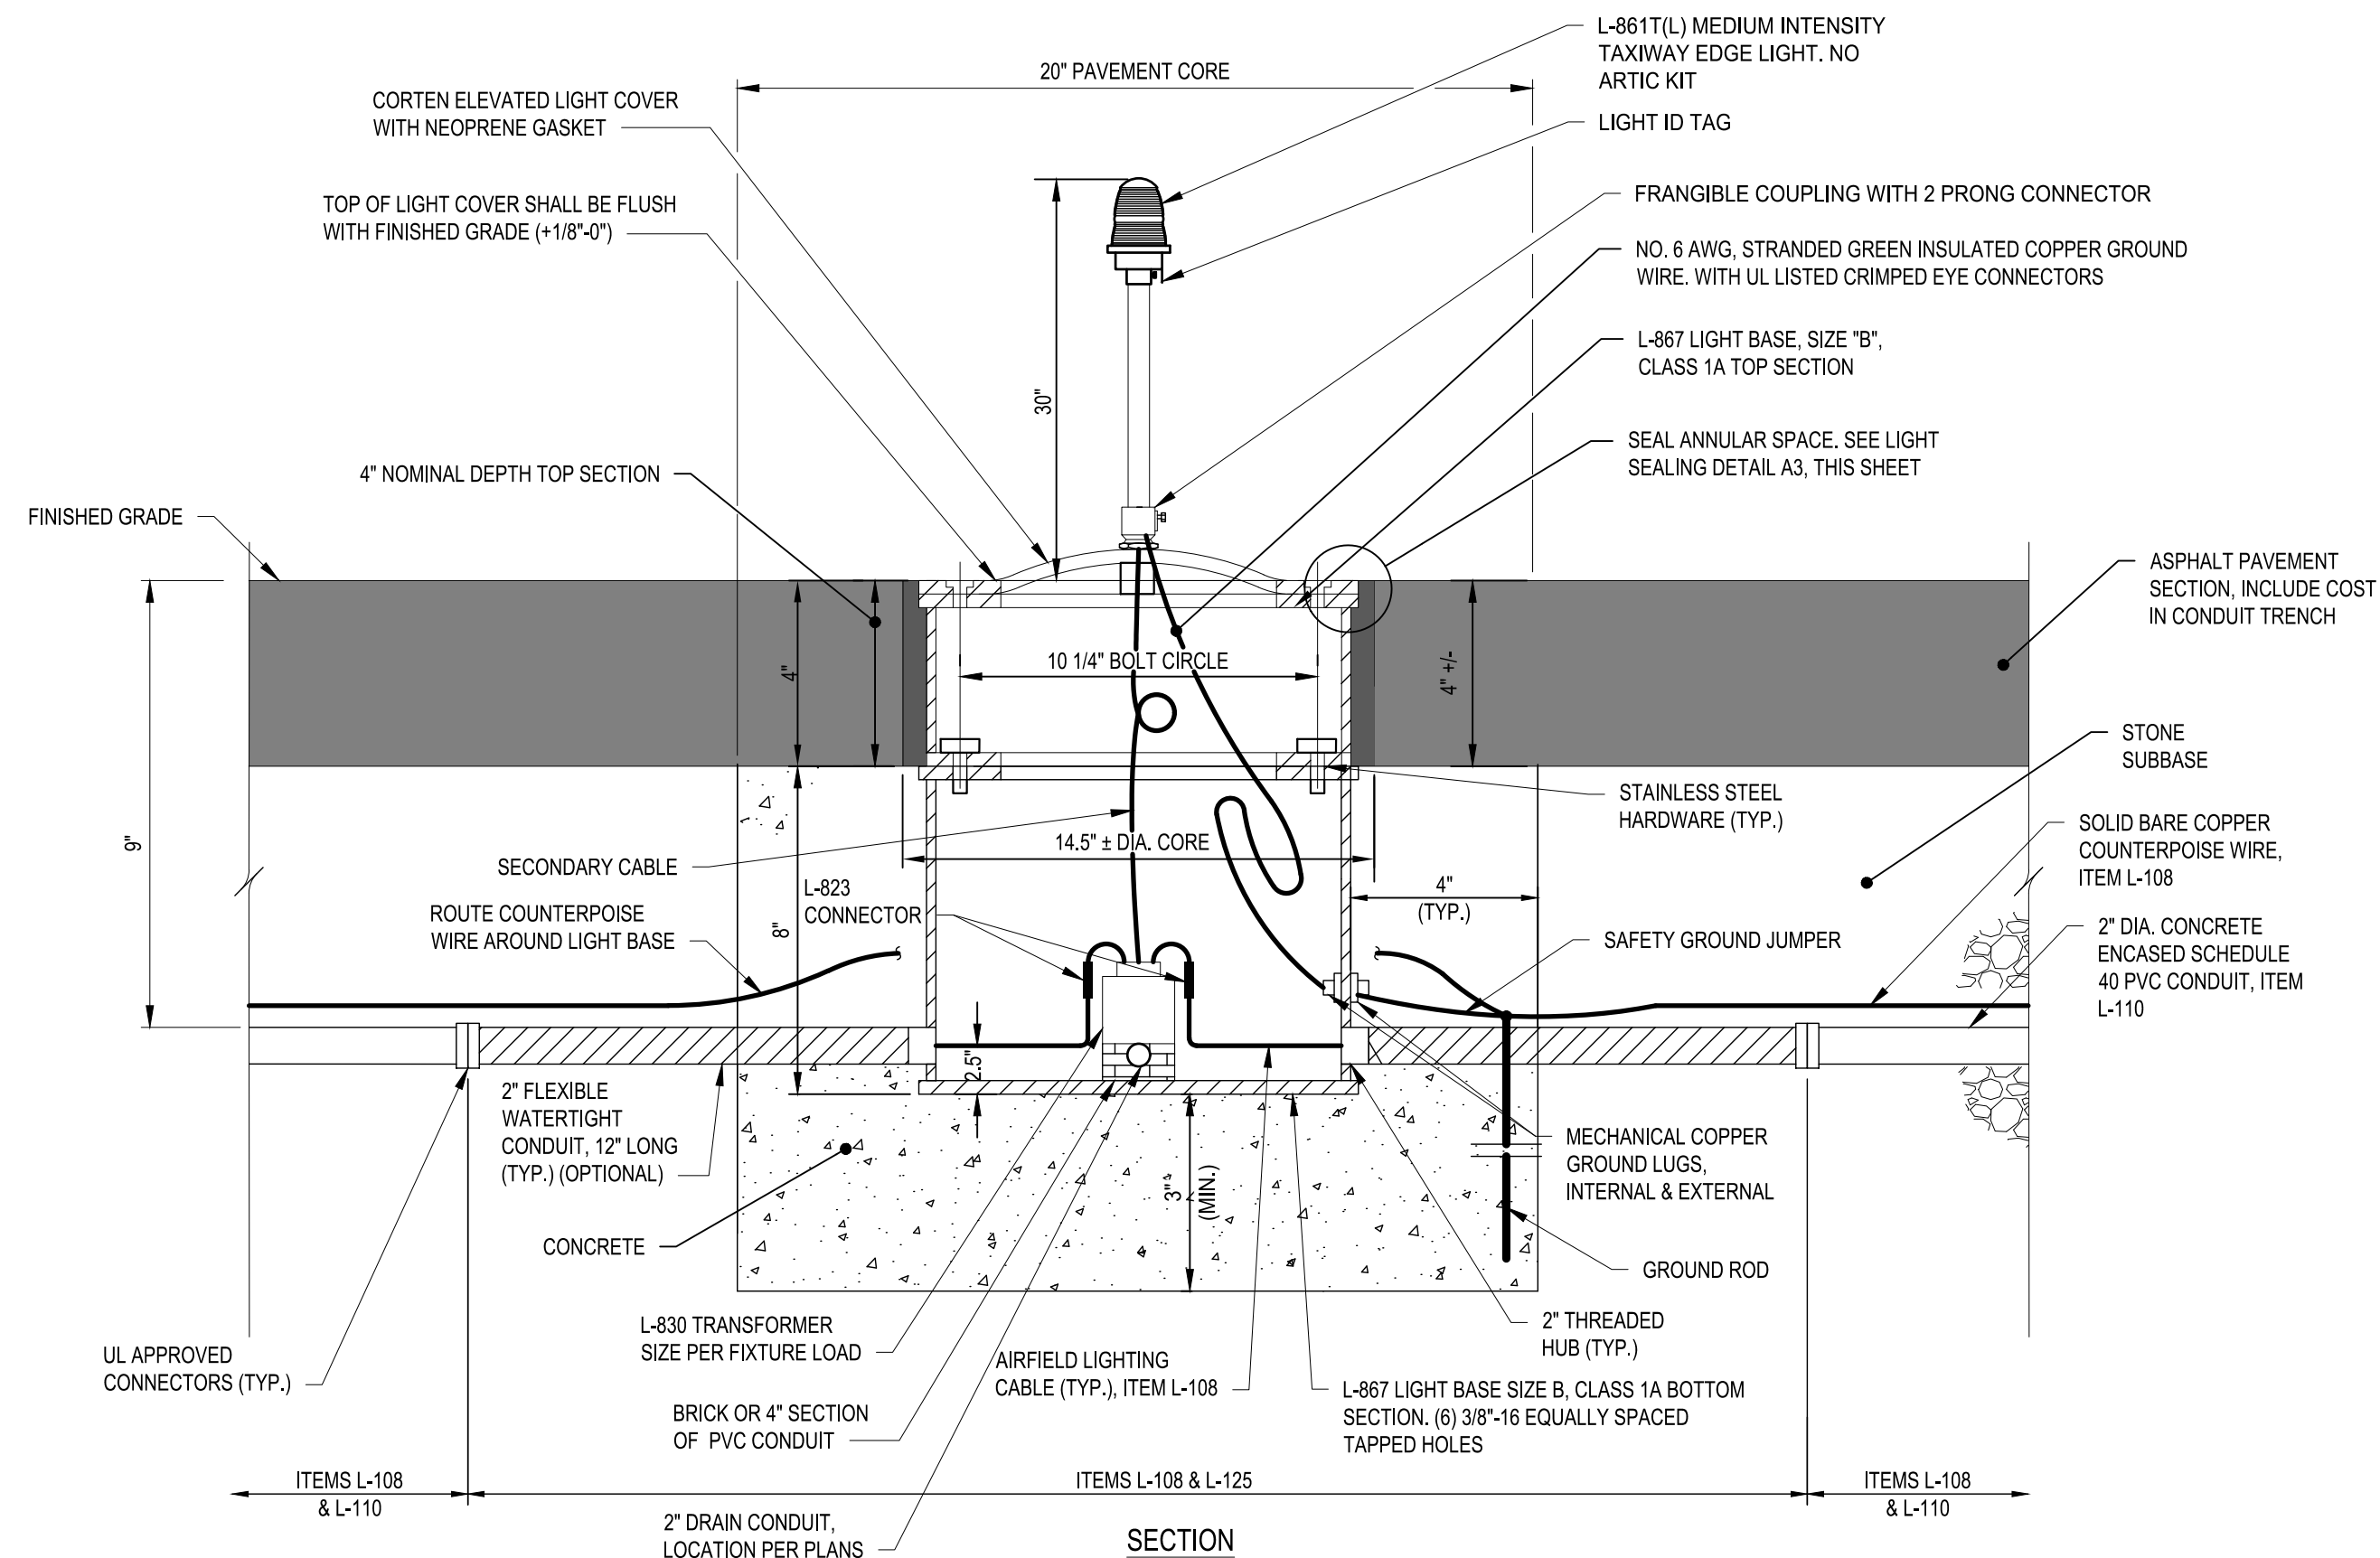 L-861T(L) MEDIUM INTENSITY
TAXIWAY EDGE LIGHT. NO
ARTIC KIT
20" PAVEMENT CORE
CORTEN ELEVATED LIGHT COVER
WITH NEOPRENE GASKET
LIGHT ID TAG
TOP OF LIGHT COVER SHALL BE FLUSH
WITH FINISHED GRADE (+1/8"-0")
FRANGIBLE COUPLING WITH 2 PRONG CONNECTOR
NO. 6 AWG, STRANDED GREEN INSULATED COPPER GROUND
WIRE. WITH UL LISTED CRIMPED EYE CONNECTORS
L-867 LIGHT BASE, SIZE "B",
CLASS 1A TOP SECTION
30"
SEAL ANNULAR SPACE. SEE LIGHT
SEALING DETAIL A3, THIS SHEET
4" NOMINAL DEPTH TOP SECTION
FINISHED GRADE
ASPHALT PAVEMENT
SECTION, INCLUDE COST
IN CONDUIT TRENCH
4"
10 1/4" BOLT CIRCLE
4" +/-
STONE
SUBBASE
STAINLESS STEEL
HARDWARE (TYP.)
9"
SECONDARY CABLE
14.5" ± DIA. CORE
SOLID BARE COPPER
COUNTERPOISE WIRE,
ITEM L-108
L-823
CONNECTOR
4"
(TYP.)
ROUTE COUNTERPOISE
WIRE AROUND LIGHT BASE
8"
SAFETY GROUND JUMPER
2" DIA. CONCRETE
ENCASED SCHEDULE
40 PVC CONDUIT, ITEM
L-110
2.5"
2" FLEXIBLE
WATERTIGHT
CONDUIT, 12" LONG
(TYP.) (OPTIONAL)
3"
(MIN.)
MECHANICAL COPPER
GROUND LUGS,
INTERNAL & EXTERNAL
CONCRETE
GROUND ROD
L-830 TRANSFORMER
SIZE PER FIXTURE LOAD
2" THREADED
HUB (TYP.)
UL APPROVED
CONNECTORS (TYP.)
AIRFIELD LIGHTING
CABLE (TYP.), ITEM L-108
L-867 LIGHT BASE SIZE B, CLASS 1A BOTTOM
SECTION. (6) 3/8"-16 EQUALLY SPACED
TAPPED HOLES
BRICK OR 4" SECTION
OF PVC CONDUIT
ITEMS L-108
& L-110
ITEMS L-108 & L-125
ITEMS L-108
& L-110
2" DRAIN CONDUIT,
LOCATION PER PLANS
SECTION